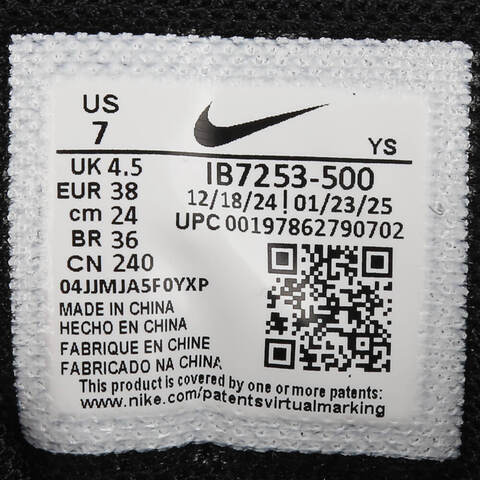 US
7
YS
UK 4.5
EUR 38
cm 24
BR 36
CN 240
IB7253-500
12/18/24 | 01/23/25
UPC 00197862790702
04JJMJA5F0YXP
MADE IN CHINA
HECHO EN CHINA
FABRIQUE EN CHINE
FABRICADO NA CHINA
This product is covered by one or more patents:
www.nike.com/patentsvirtualmarking